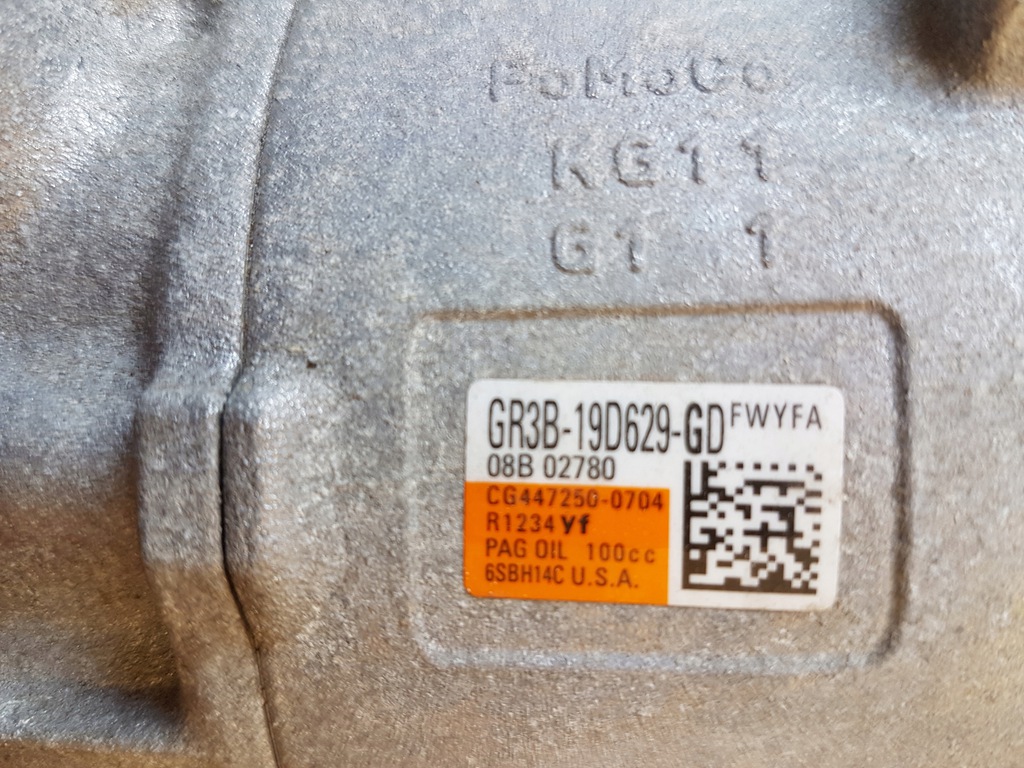 FoMoCo
KG11
G1 1
GR3B-19D629-GD FWYFA
08B 02780
CG447250-0704
R1234yf
PAG OIL 100cc
6SBH14C U.S.A.